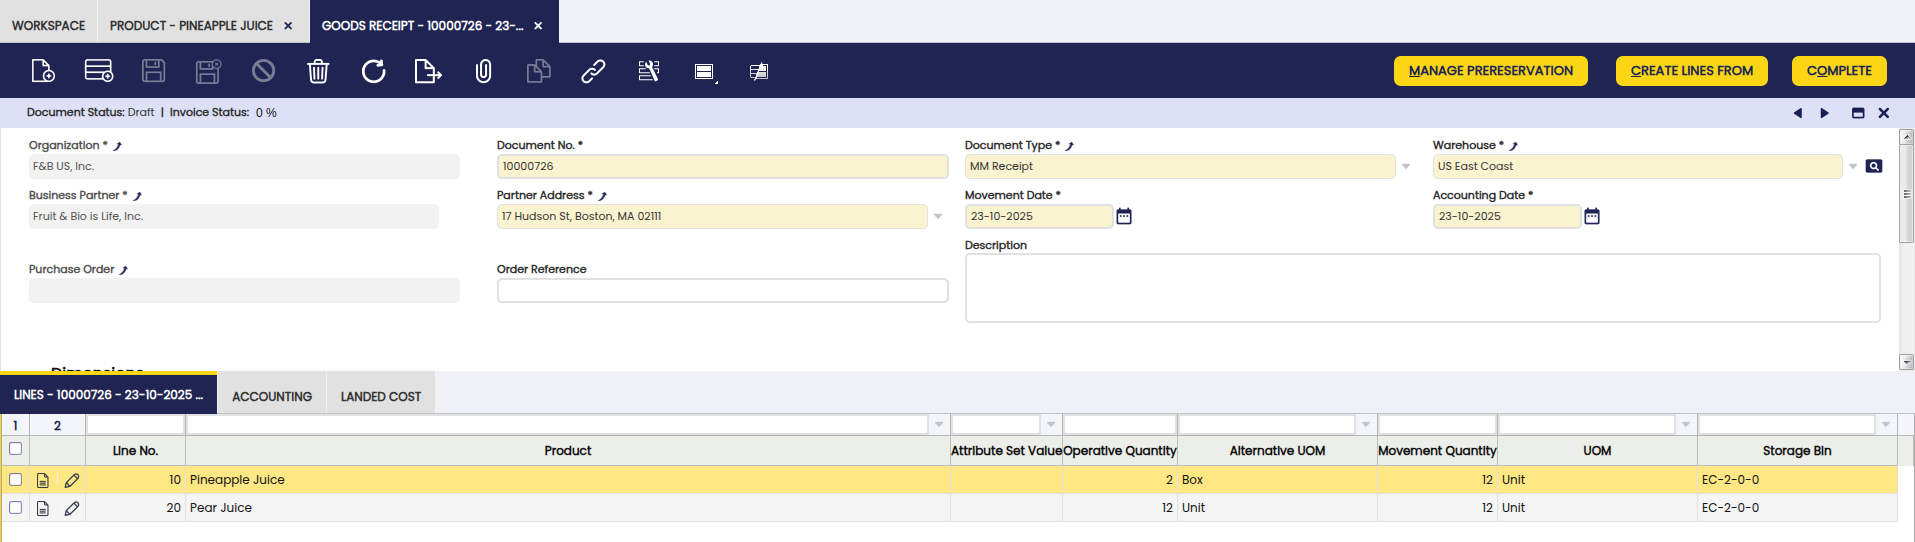 WORKSPACE PRODUCT - PINEAPPLE JUICE GOODS RECEIPT - 10000726 - 23-...
MANAGE PRERESERVATION CREATE LINES FROM COMPLETE
Document Status: Draft | Invoice Status: 0 %
Organization * Document No. * Document Type * Warehouse *
F&B US, Inc. 10000726 MM Receipt US East Coast
Business Partner * Partner Address * Movement Date * Accounting Date *
Fruit & Bio is Life, Inc. 17 Hudson St, Boston, MA 02111 23-10-2025 23-10-2025
Description
Purchase Order Order Reference
Dimensions
LINES - 10000726 - 23-10-2025 ... ACCOUNTING LANDED COST
1 2
Line No. Product Attribute Set Value Operative Quantity Alternative UOM Movement Quantity UOM Storage Bin
10 Pineapple Juice 2 Box 12 Unit EC-2-0-0
20 Pear Juice 12 Unit 12 Unit EC-2-0-0